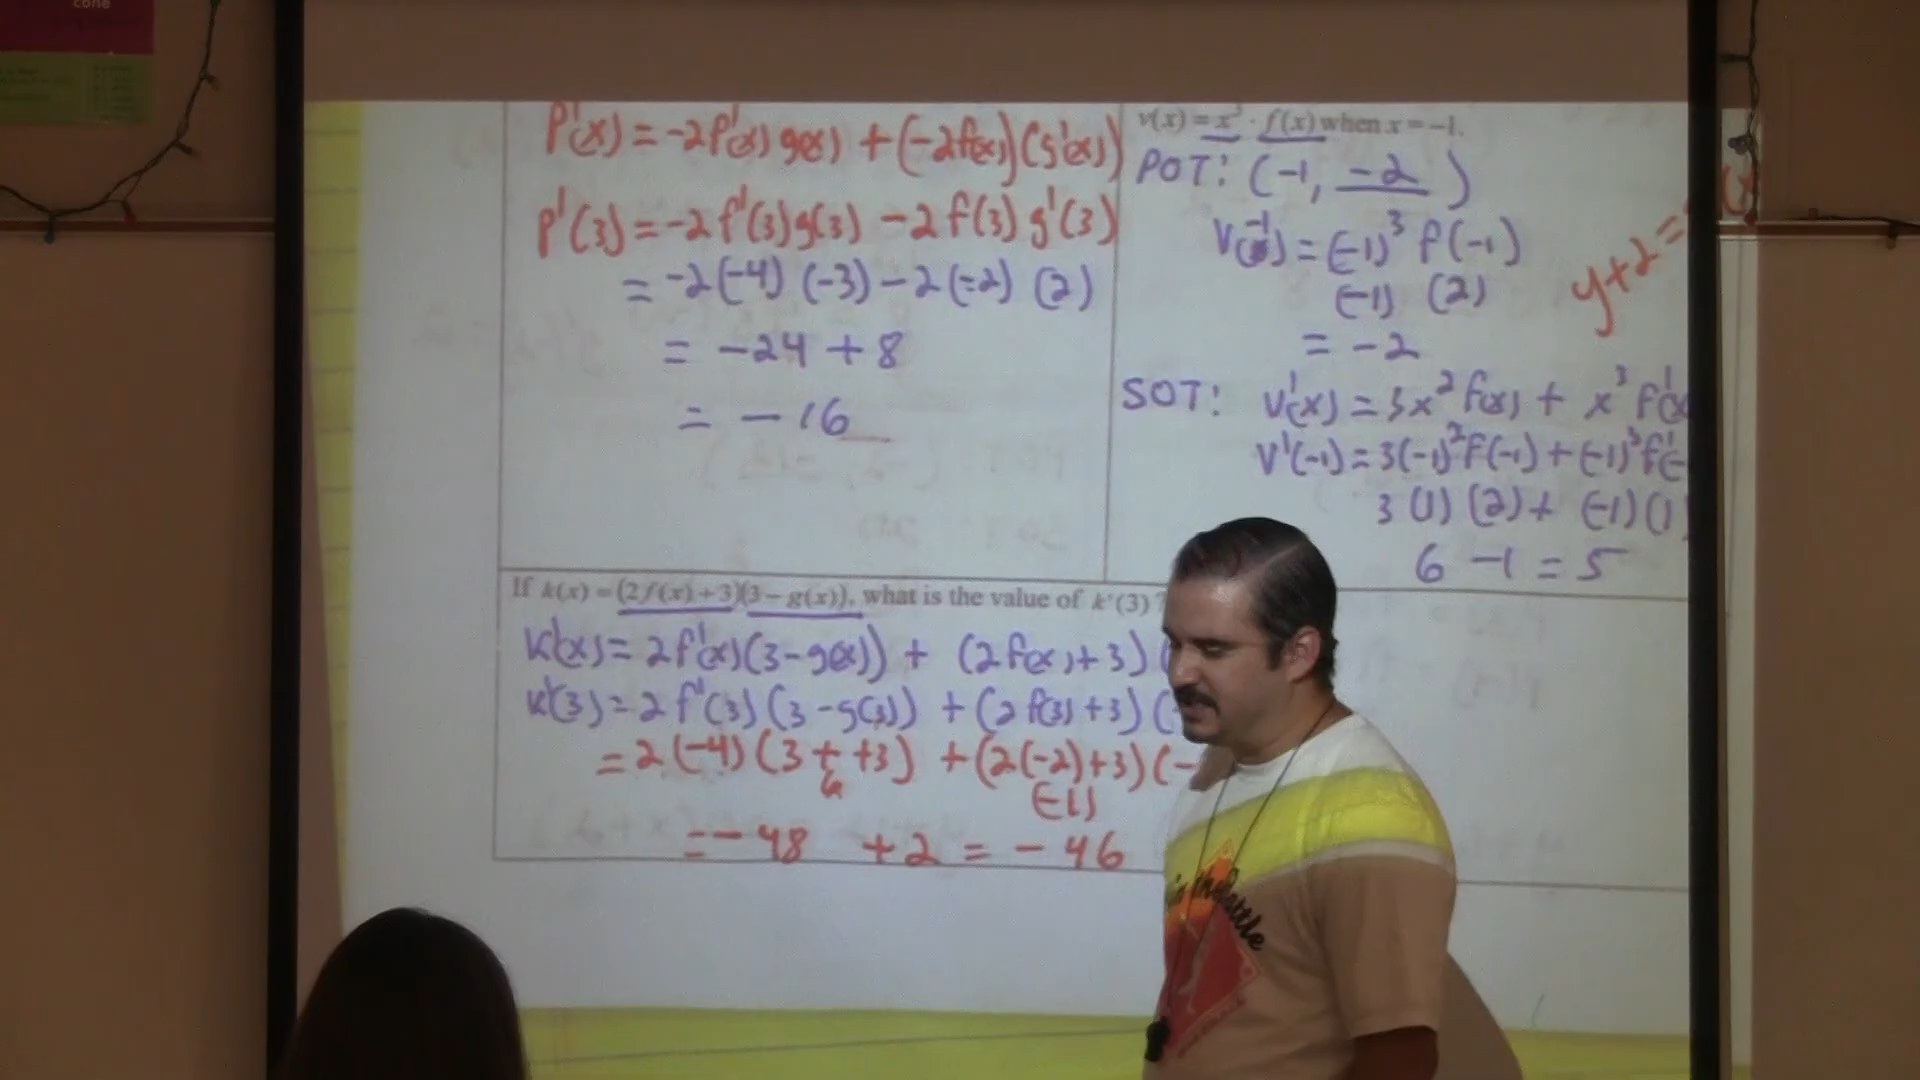 cone
P'(x) = -2f'(x) g(x) + (-2f(x))(g'(x))
P'(3) = -2f'(3)g(3) - 2f(3) g'(3)
= -2(-4)(-3) - 2(-2)(2)
= -24 + 8
= -16
v(x) = x³ · f(x) when x = -1.
POT: (-1, -2)
v(-1) = (-1)³ f(-1)
(-1) (2)
= -2
y+2 =
SOT: v'(x) = 3x² f(x) + x³ f'(x
v'(-1) = 3(-1)² f(-1) + (-1)³ f'(-
3 (1) (2) + (-1)(1
6 - 1 = 5
If k(x) = (2f(x)+3)(3-g(x)), what is the value of k'(3)?
k'(x) = 2f'(x)(3-g(x)) + (2f(x)+3)(
k'(3) = 2f'(3)(3-g(3)) + (2f(3)+3)(-
= 2(-4)(3 + +3) + (2(-2)+3)(-
6 (-1)
= -48 + 2 = -46